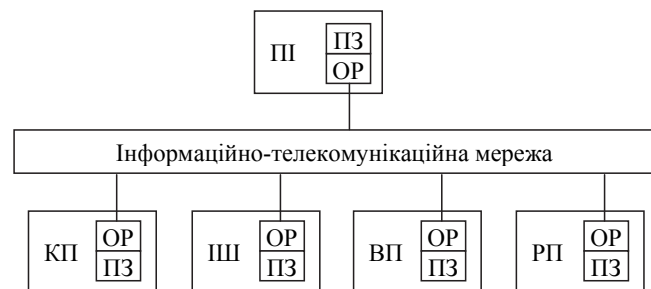 ПІ
ПЗ
ОР
Інформаційно-телекомунікаційна мережа
КП ОР ПЗ
ІШ ОР ПЗ
ВП ОР ПЗ
РП ОР ПЗ